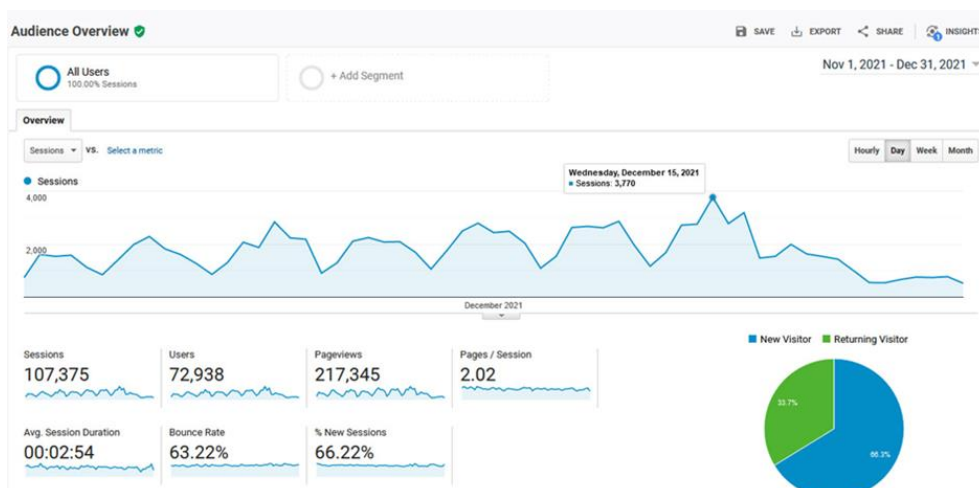 Audience Overview
SAVE EXPORT SHARE INSIGHTS
1
All Users
100.00% Sessions
+ Add Segment
Nov 1, 2021 - Dec 31, 2021
Overview
Sessions VS. Select a metric
Hourly Day Week Month
Sessions
Wednesday, December 15, 2021
Sessions: 3,770
4,000
2,000
December 2021
New Visitor Returning Visitor
Sessions
107,375
Users
72,938
Pageviews
217,345
Pages / Session
2.02
Avg. Session Duration
00:02:54
Bounce Rate
63.22%
% New Sessions
66.22%
33.7%
66.3%